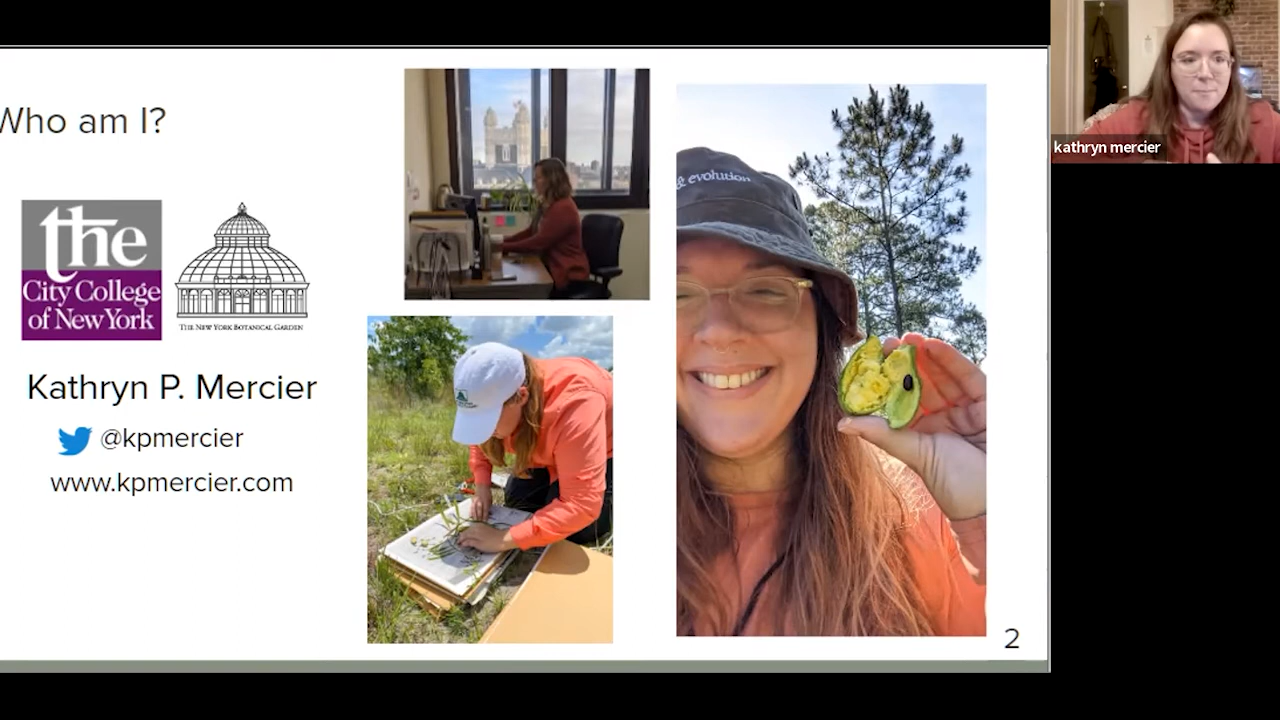 Who am I?
the
City College
of New York
THE NEW YORK BOTANICAL GARDEN
Kathryn P. Mercier
@kpmercier
www.kpmercier.com
& evolution
2
kathryn mercier